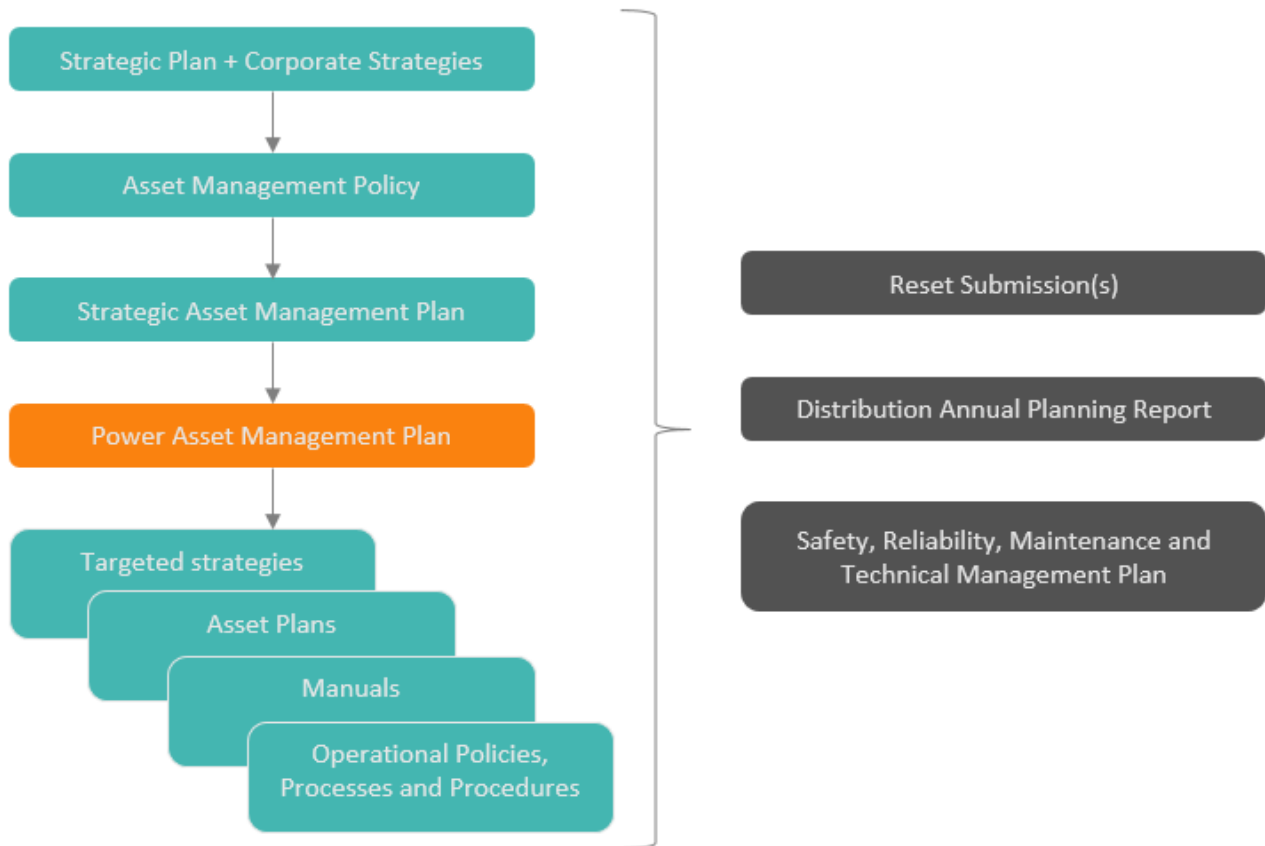 Strategic Plan + Corporate Strategies
Asset Management Policy
Strategic Asset Management Plan
Power Asset Management Plan
Targeted strategies
Asset Plans
Manuals
Operational Policies,
Processes and Procedures
Reset Submission(s)
Distribution Annual Planning Report
Safety, Reliability, Maintenance and
Technical Management Plan